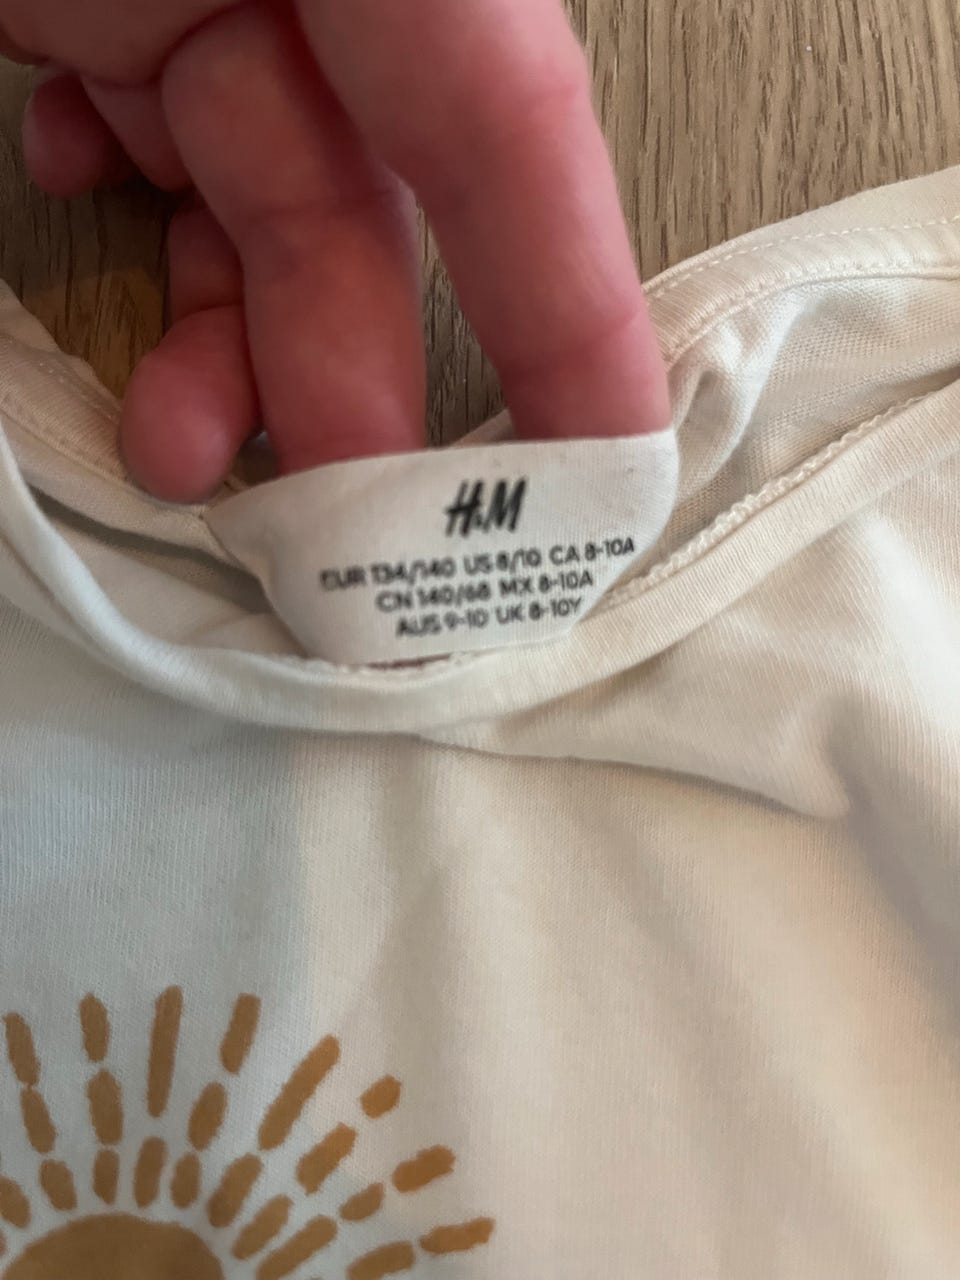 H&M
EUR 134/140 US 8/10 CA 8-10A
CN 140/68 MX 8-10A
AUS 9-10 UK 8-10Y